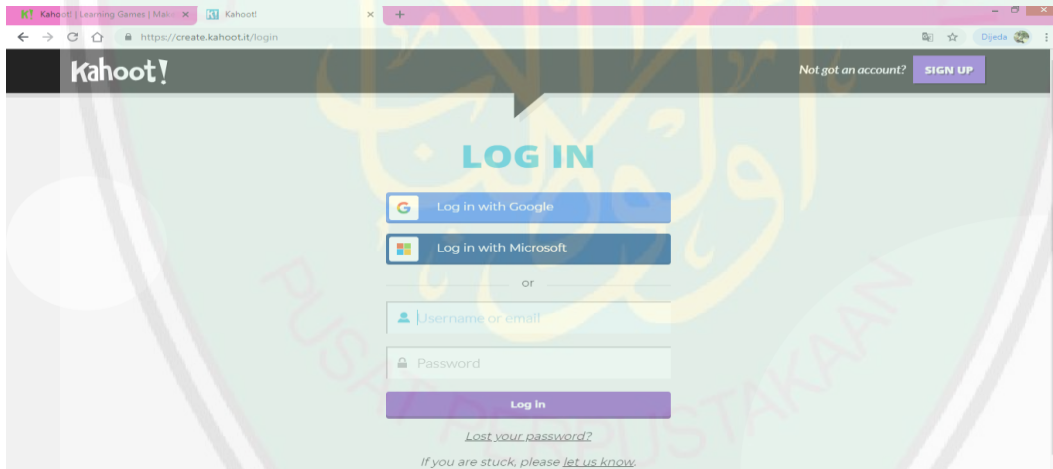 Kahoot! | Learning Games | Make
Kahoot!
https://create.kahoot.it/login
Dijeda
Kahoot!
Not got an account?
SIGN UP
LOG IN
Log in with Google
Log in with Microsoft
or
Username or email
Password
Log in
Lost your password?
If you are stuck, please let us know.
PUSAT PERPUSTAKAAN